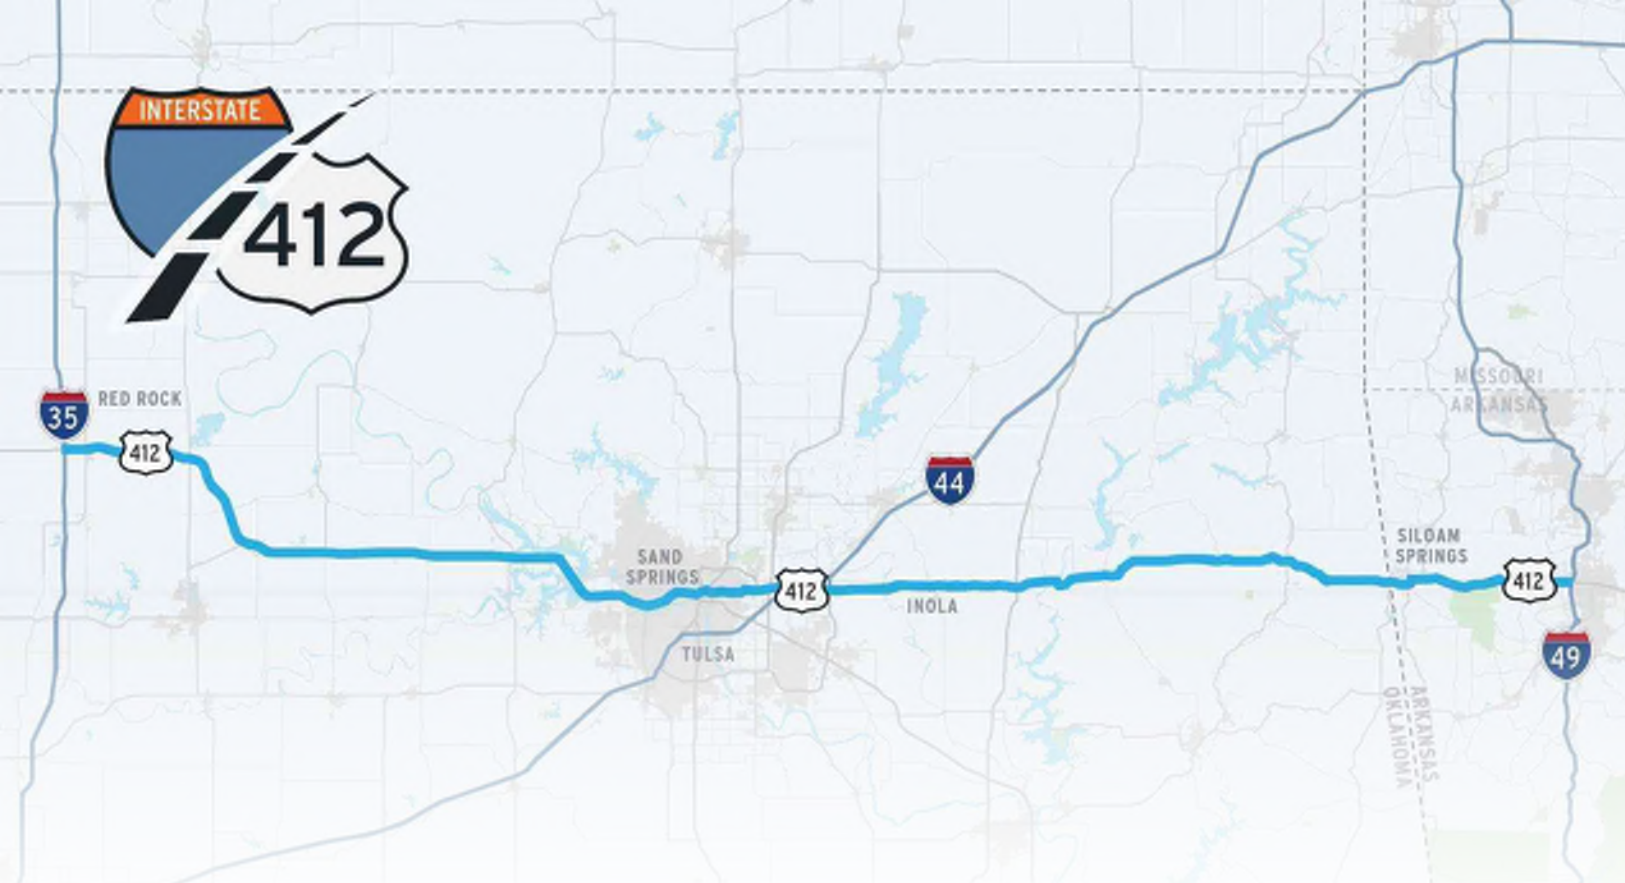 INTERSTATE
412
35
RED ROCK
412
44
MISSOURI
ARKANSAS
SAND
SPRINGS
412
INOLA
TULSA
SILOAM
SPRINGS
412
49
ARKANSAS
OKLAHOMA